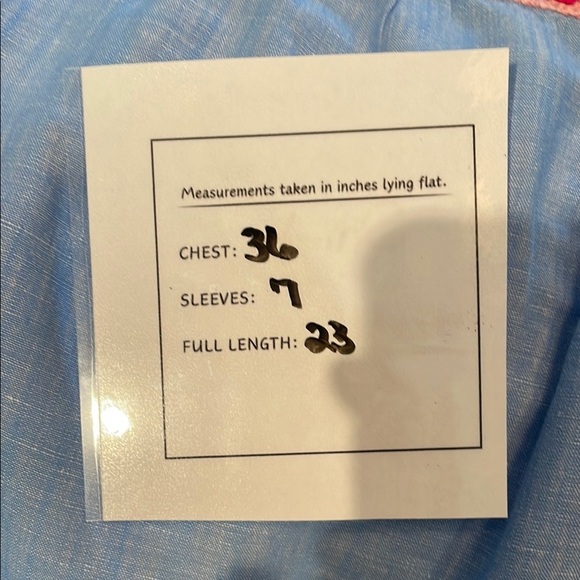 Measurements taken in inches lying flat.
CHEST: 36
SLEEVES: 7
FULL LENGTH: 23